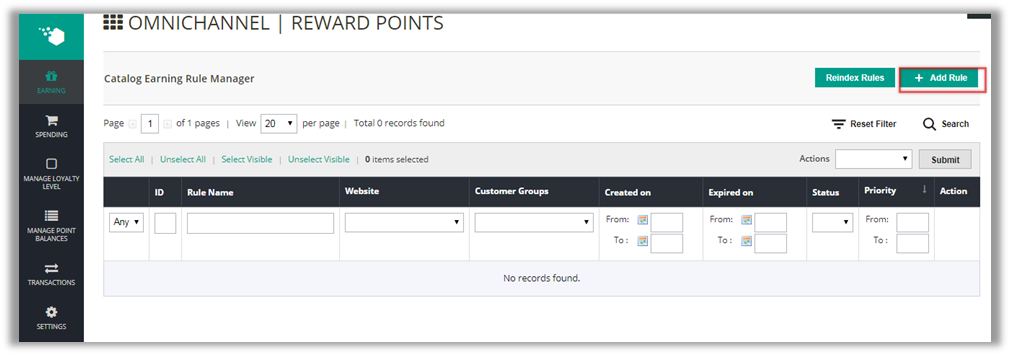 OMNICHANNEL | REWARD POINTS
EARNING
SPENDING
MANAGE LOYALTY
LEVEL
MANAGE POINT
BALANCES
TRANSACTIONS
SETTINGS
Catalog Earning Rule Manager
Reindex Rules
+ Add Rule
Page 1 of 1 pages | View 20 per page | Total 0 records found
Reset Filter
Search
Select All | Unselect All | Select Visible | Unselect Visible | 0 items selected
Actions
Submit
ID Rule Name Website Customer Groups Created on Expired on Status Priority Action
Any From: From: From:
To : To : To :
No records found.